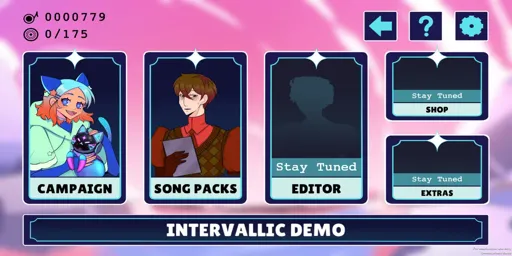 0000779
0/175
?
Stay Tuned
SHOP
Stay Tuned
CAMPAIGN
SONG PACKS
EDITOR
Stay Tuned
EXTRAS
INTERVALLIC DEMO